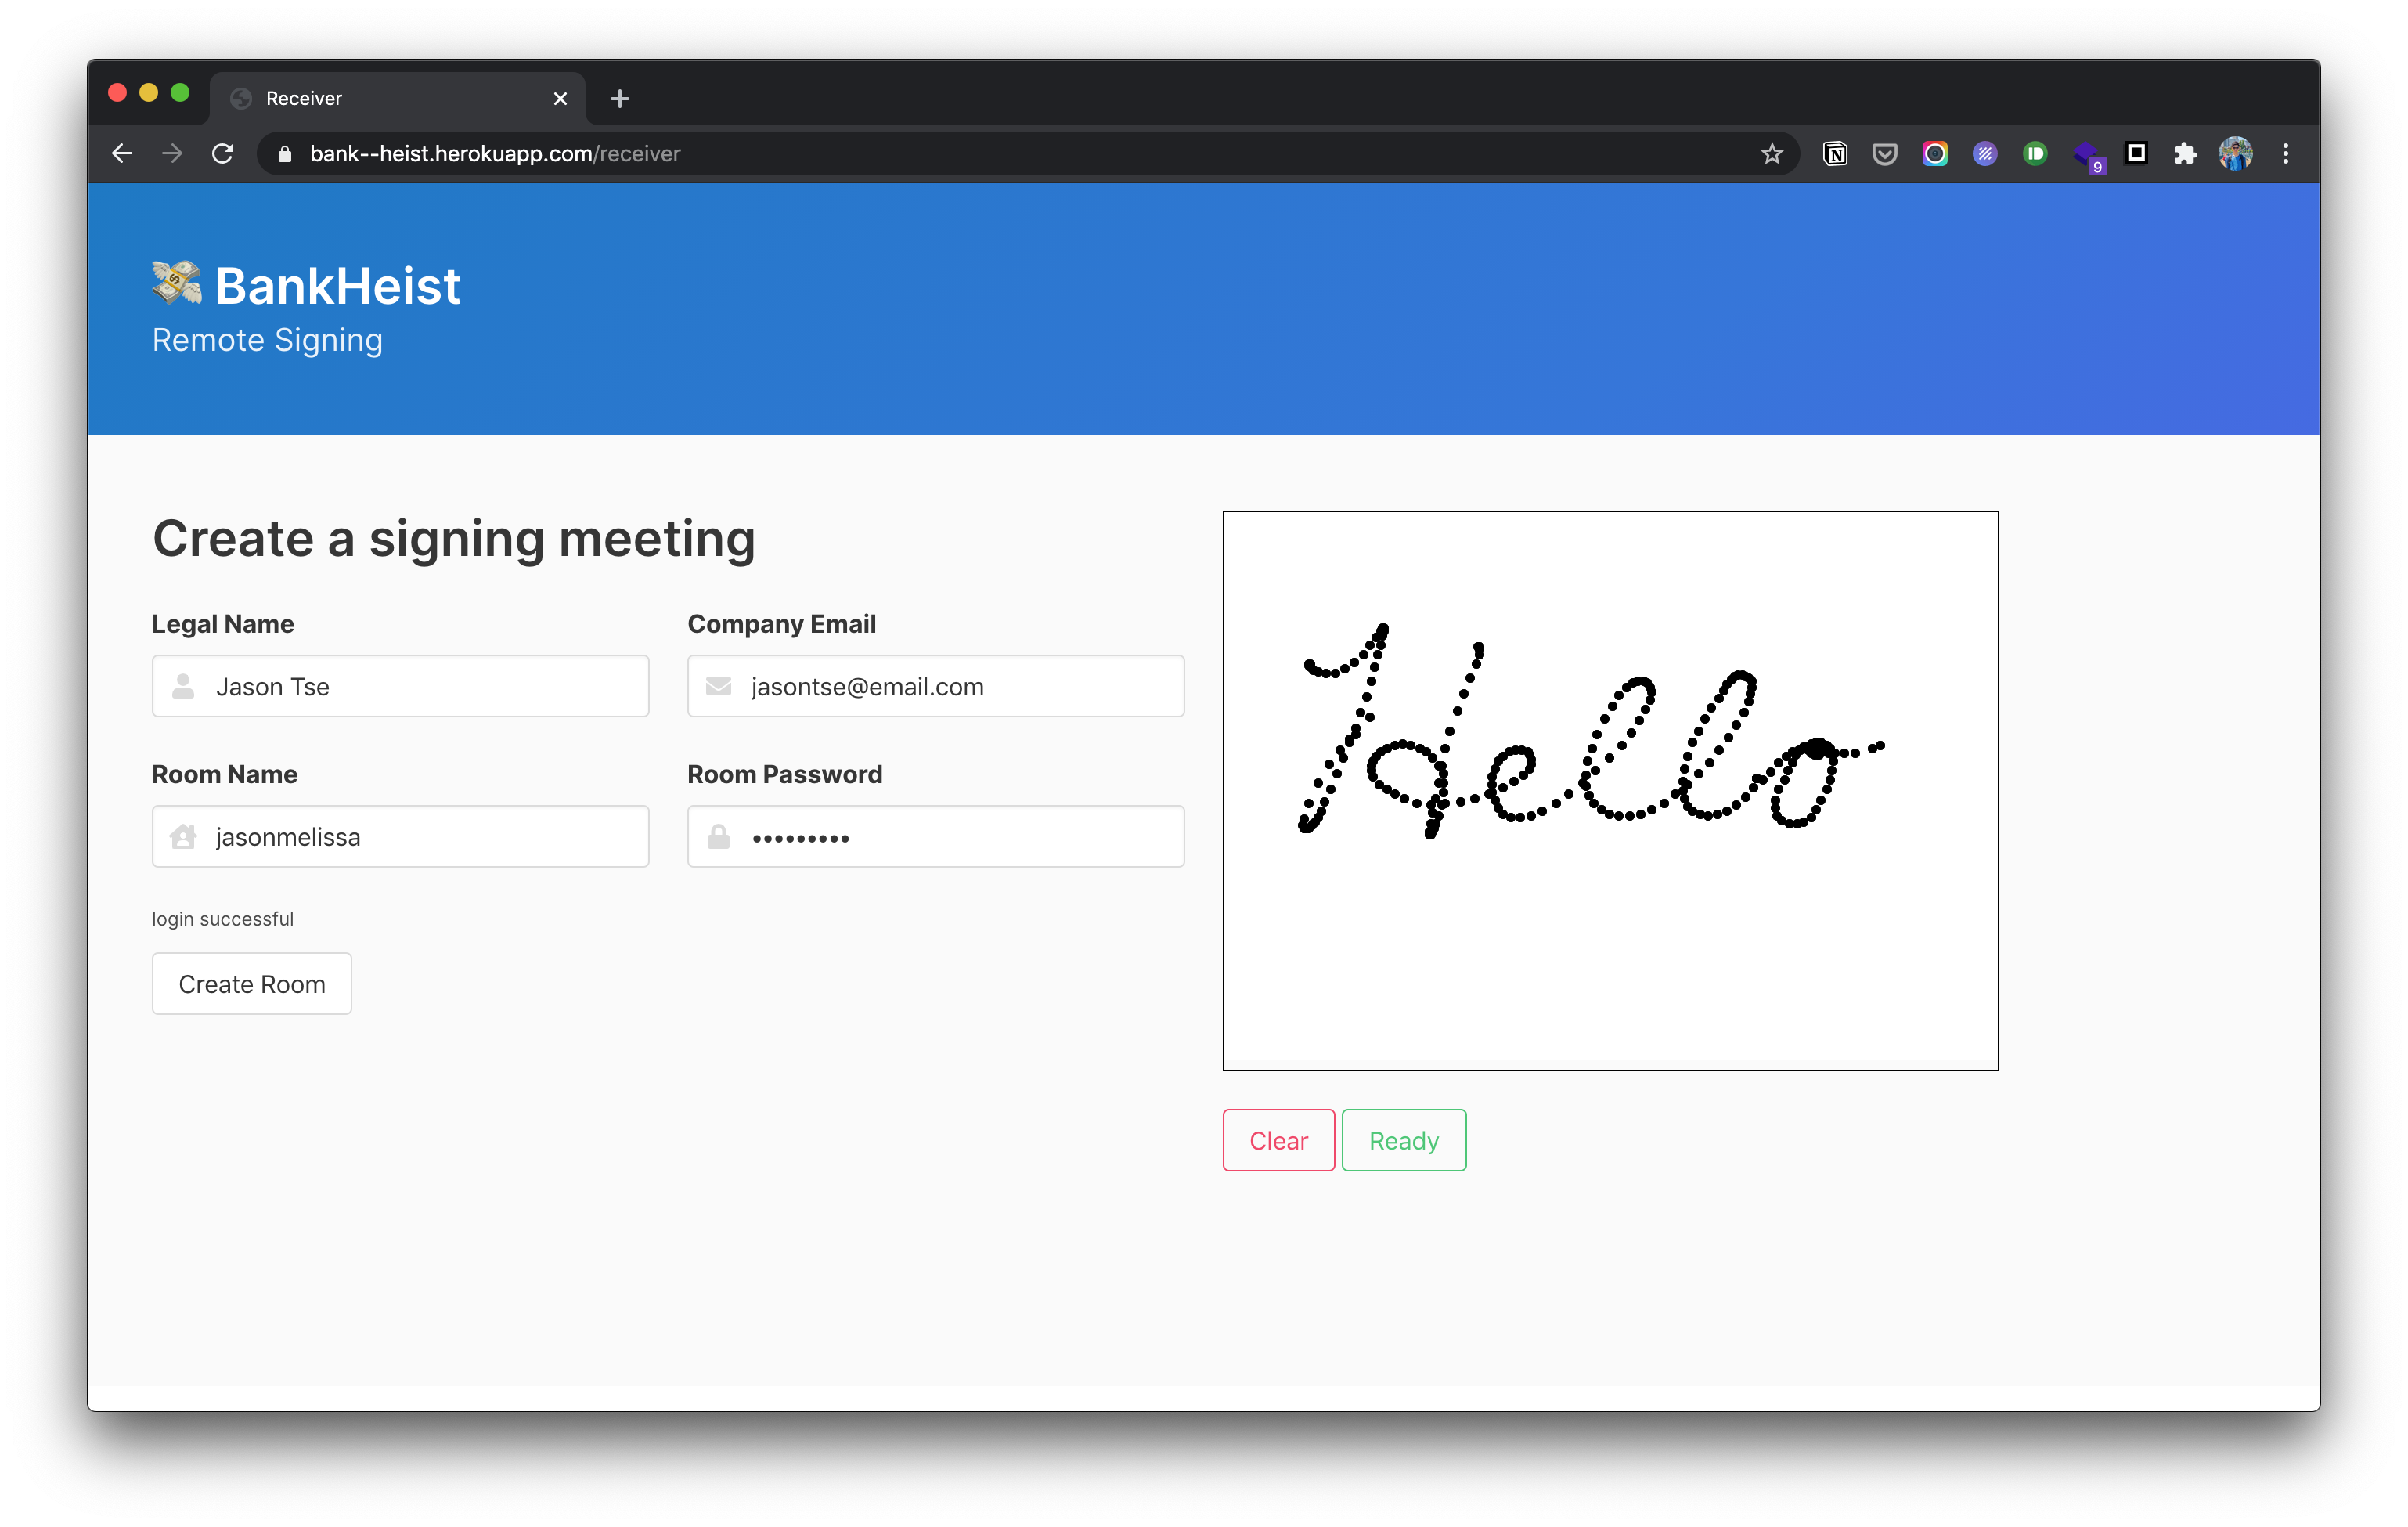 Receiver
bank--heist.herokuapp.com/receiver
9
BankHeist
Remote Signing
Create a signing meeting
Legal Name
Company Email
Jason Tse
jasontse@email.com
Room Name
Room Password
jasonmelissa
•••••••••
login successful
Create Room
Hello
Clear
Ready